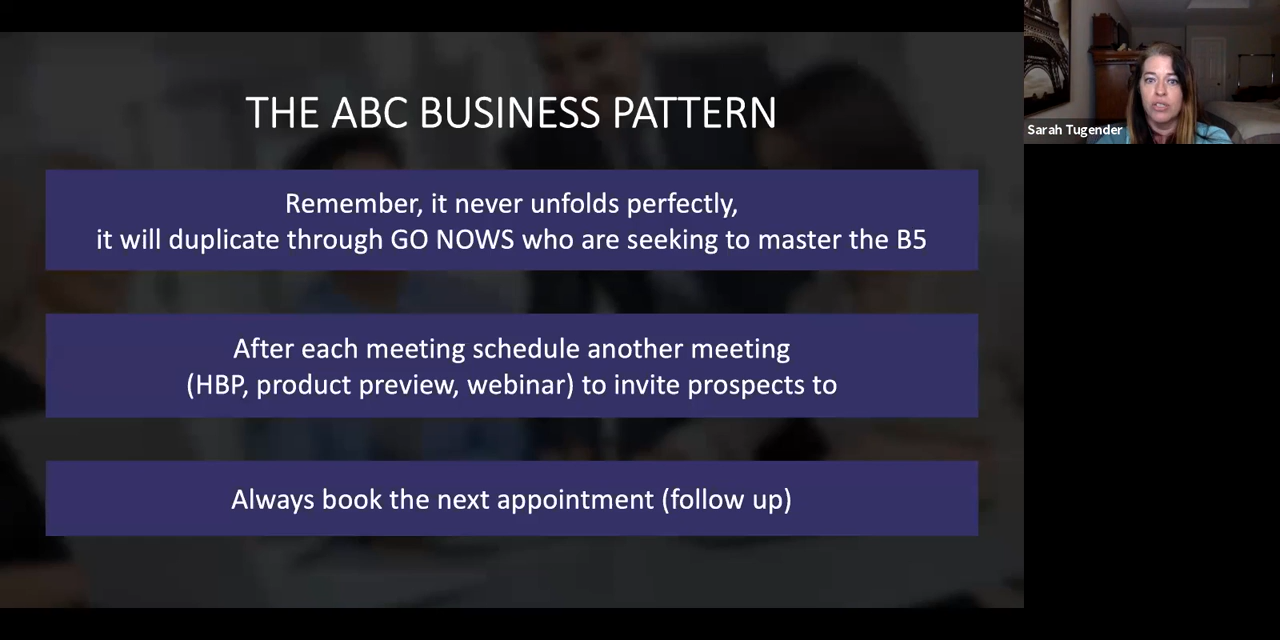 THE ABC BUSINESS PATTERN
Remember, it never unfolds perfectly,
it will duplicate through GO NOWS who are seeking to master the B5
After each meeting schedule another meeting
(HBP, product preview, webinar) to invite prospects to
Always book the next appointment (follow up)
Sarah Tugender